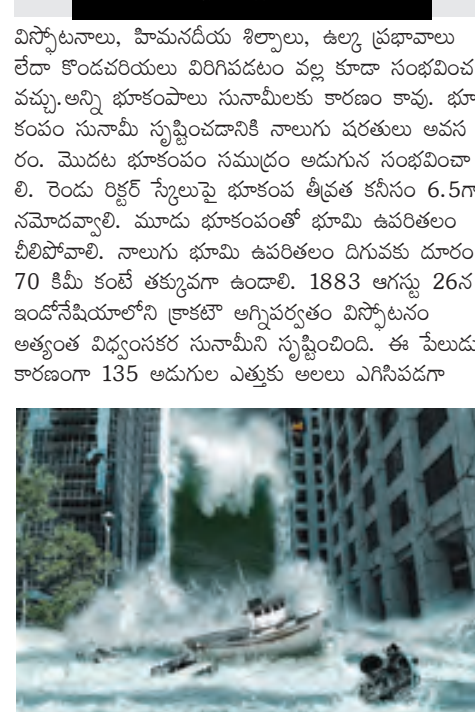 విస్ఫోటనాలు, హిమనదీయ శిల్పాలు, ఉల్క ప్రభావాలు
లేదా కొండచరియలు విరిగిపడటం వల్ల కూడా సంభవించ
వచ్చు.అన్ని భూకంపాలు సునామీలకు కారణం కావు. భూ
కంపం సునామీ సృష్టించడానికి నాలుగు షరతులు అవస
రం. మొదట భూకంపం సముద్రం అడుగున సంభవించా
లి. రెండు రిక్టర్ స్కేలుపై భూకంప తీవ్రత కనీసం 6.5గా
నమోదవ్వాలి. మూడు భూకంపంతో భూమి ఉపరితలం
చీలిపోవాలి. నాలుగు భూమి ఉపరితలం దిగువకు దూరం
70 కిమీ కంటే తక్కువగా ఉండాలి. 1883 ఆగస్టు 26న
ఇండోనేషియాలోని క్రాకటౌ అగ్నిపర్వతం విస్ఫోటనం
అత్యంత విధ్వంసకర సునామీని సృష్టించింది. ఈ పేలుడు
కారణంగా 135 అడుగుల ఎత్తుకు అలలు ఎగిసిపడగా